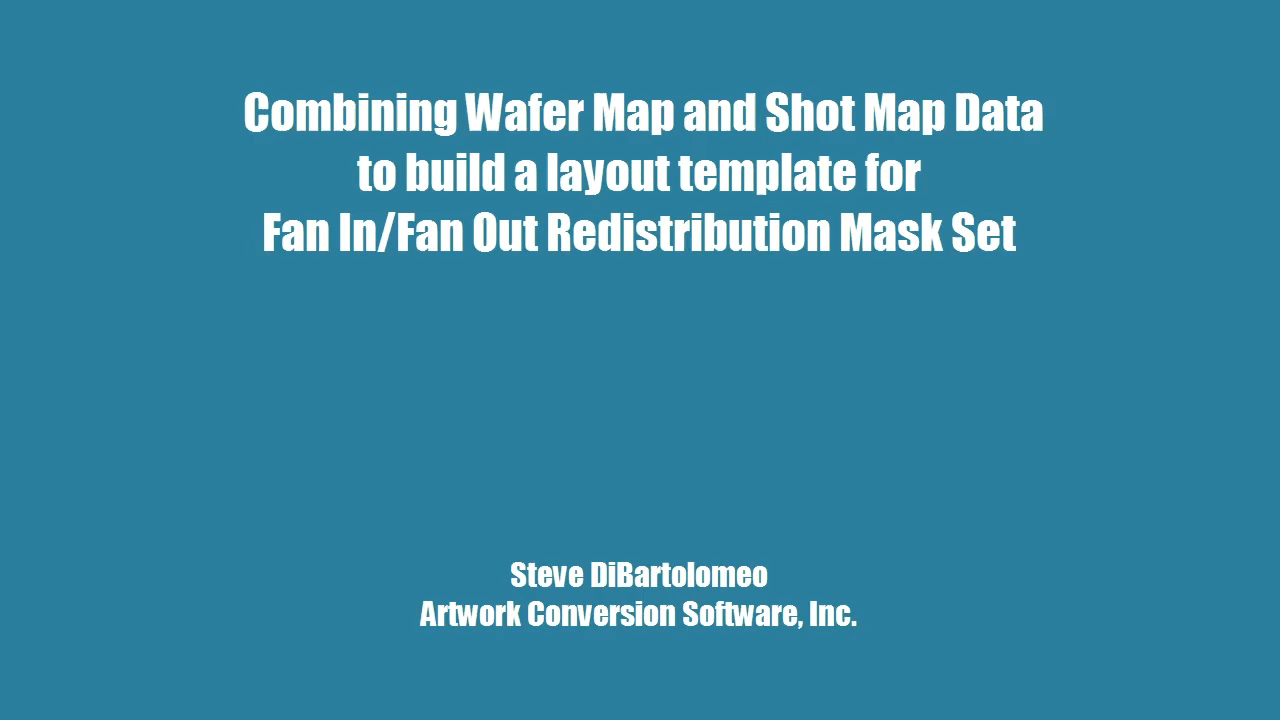 Combining Wafer Map and Shot Map Data
to build a layout template for
Fan In/Fan Out Redistribution Mask Set
Steve DiBartolomeo
Artwork Conversion Software, Inc.